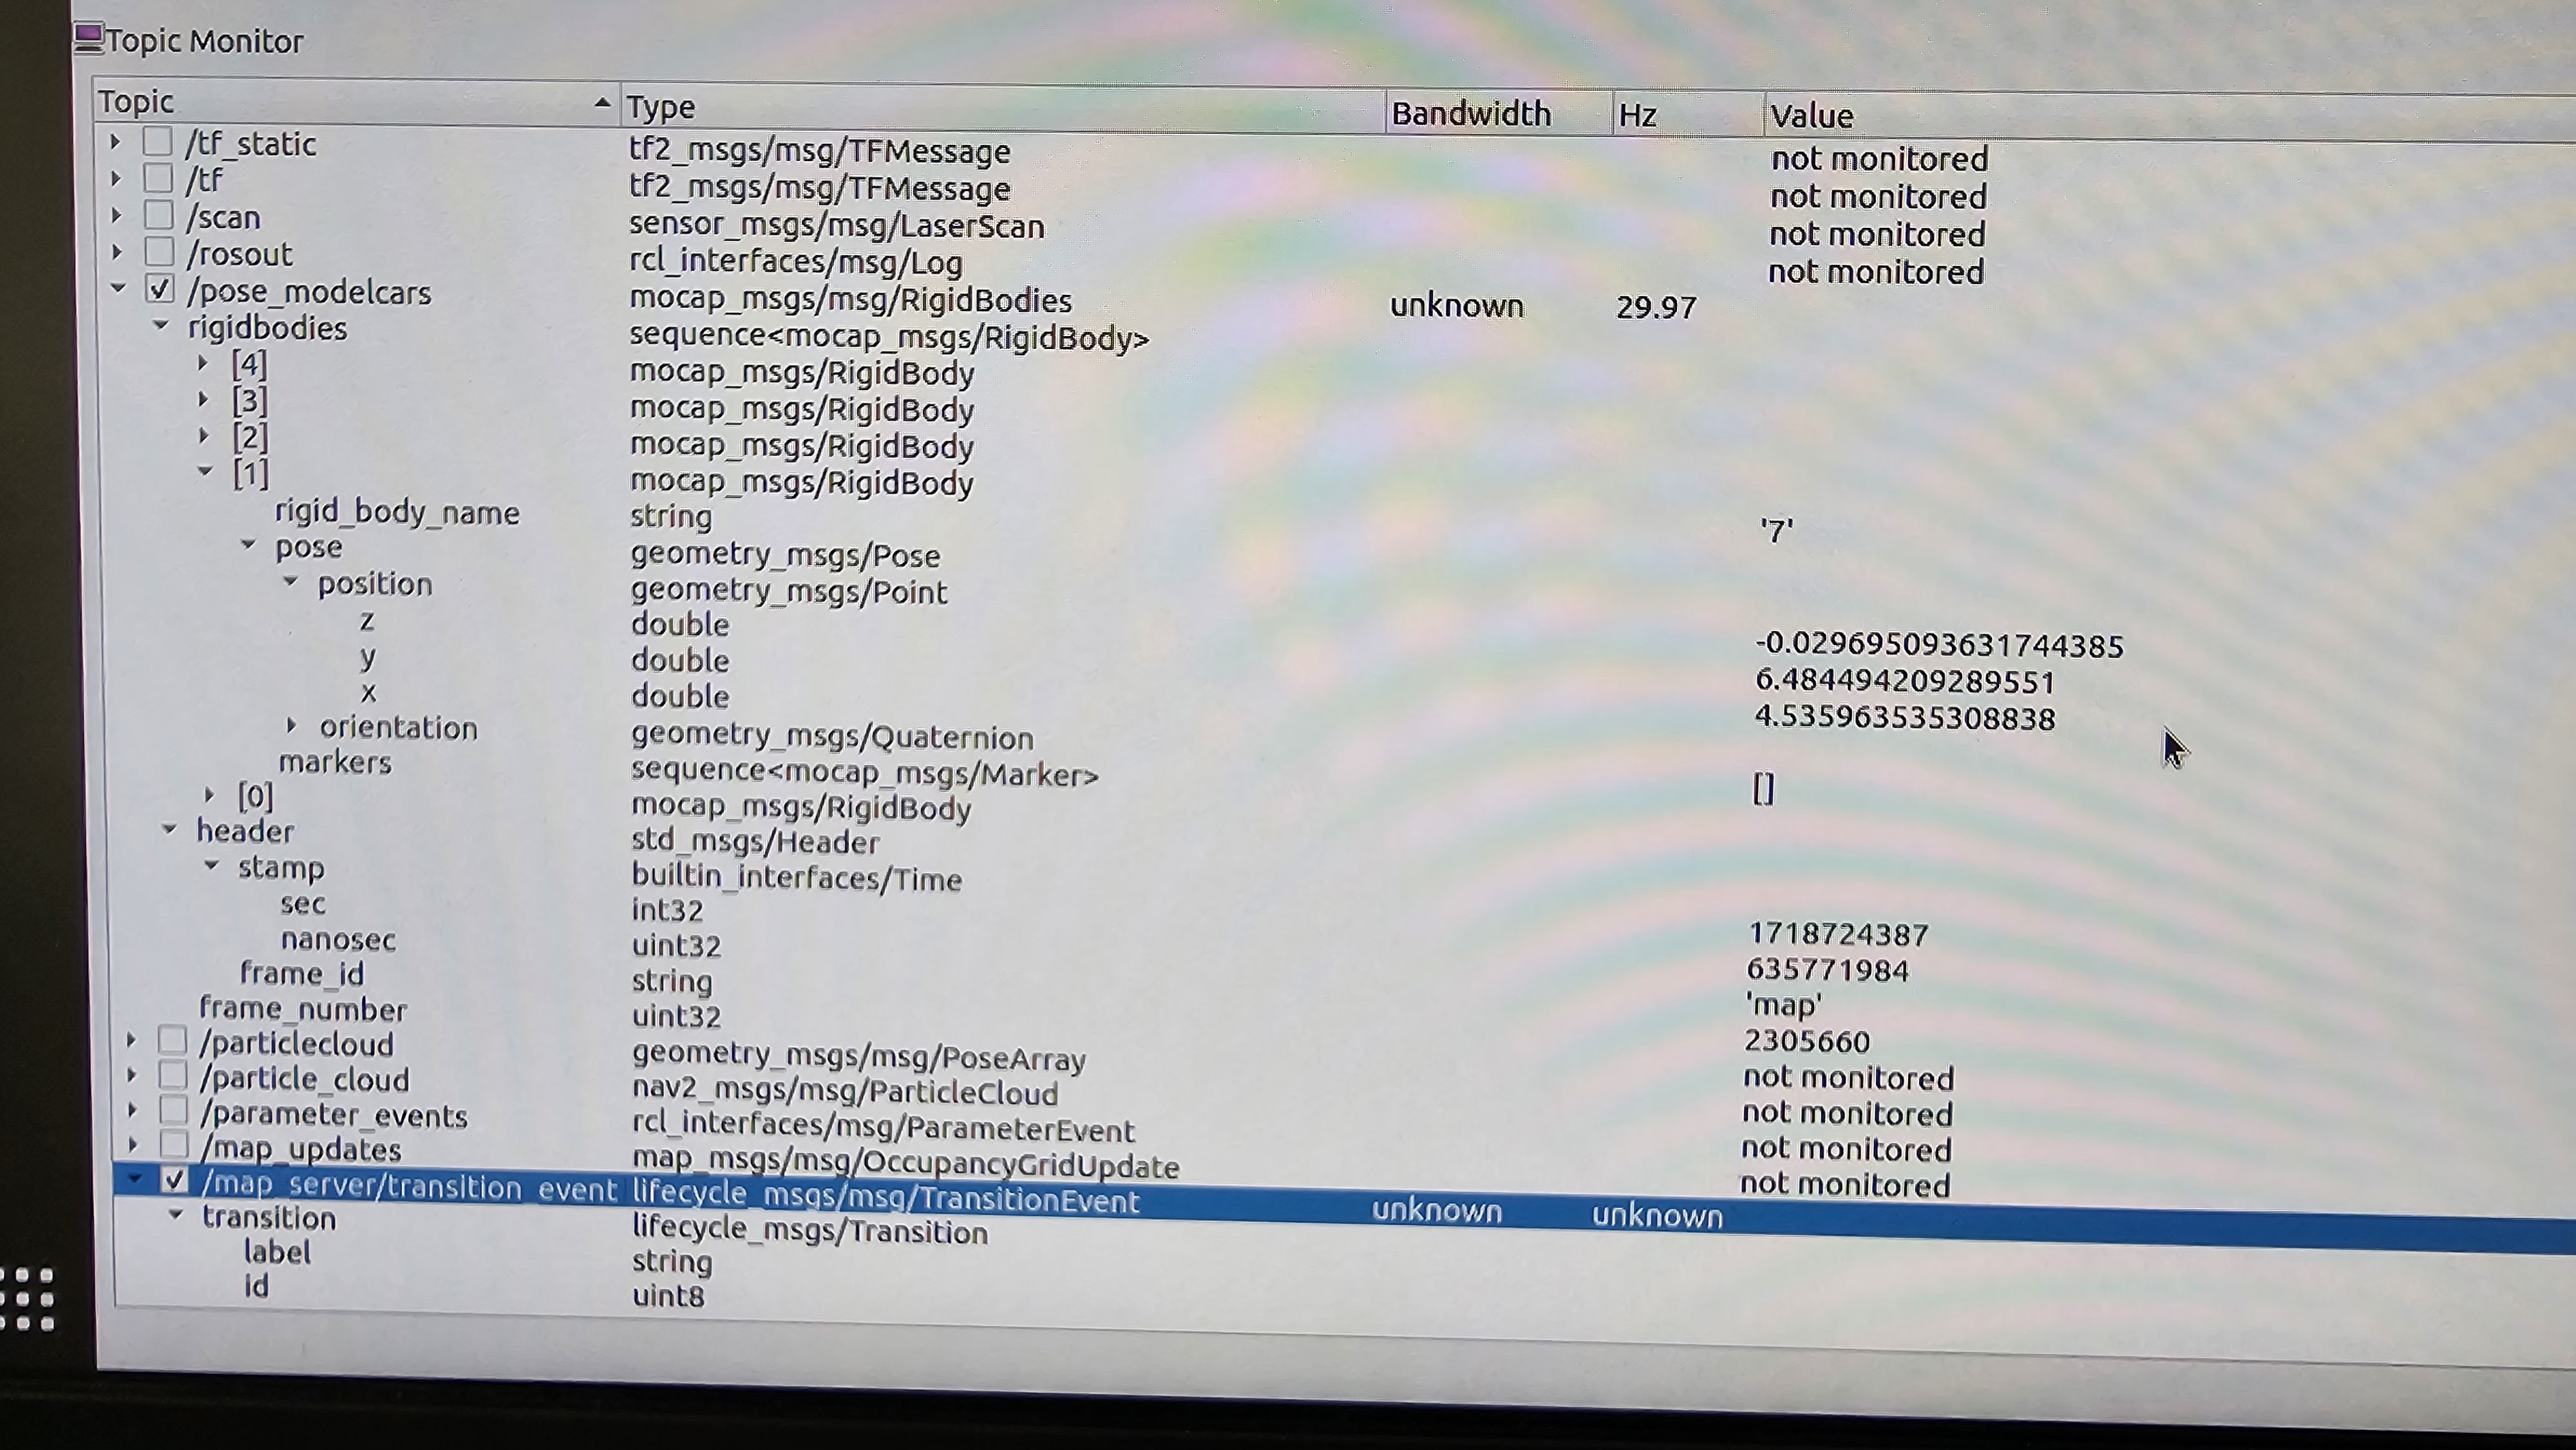 Topic Monitor
Topic Type Bandwidth Hz Value
/tf_static tf2_msgs/msg/TFMessage not monitored
/tf tf2_msgs/msg/TFMessage not monitored
/scan sensor_msgs/msg/LaserScan not monitored
/rosout rcl_interfaces/msg/Log not monitored
/pose_modelcars mocap_msgs/msg/RigidBodies unknown 29.97
rigidbodies sequence<mocap_msgs/RigidBody>
[4] mocap_msgs/RigidBody
[3] mocap_msgs/RigidBody
[2] mocap_msgs/RigidBody
[1] mocap_msgs/RigidBody
rigid_body_name string '7'
pose geometry_msgs/Pose
position geometry_msgs/Point
z double -0.029695093631744385
y double 6.484494209289551
x double 4.535963535308838
orientation geometry_msgs/Quaternion
markers sequence<mocap_msgs/Marker> []
[0] mocap_msgs/RigidBody
header std_msgs/Header
stamp builtin_interfaces/Time
sec int32 1718724387
nanosec uint32 635771984
frame_id string 'map'
frame_number uint32 2305660
/particlecloud geometry_msgs/msg/PoseArray not monitored
/particle_cloud nav2_msgs/msg/ParticleCloud not monitored
/parameter_events rcl_interfaces/msg/ParameterEvent not monitored
/map_updates map_msgs/msg/OccupancyGridUpdate not monitored
/map_server/transition_event lifecycle_msgs/msg/TransitionEvent unknown unknown
transition lifecycle_msgs/Transition
label string
id uint8